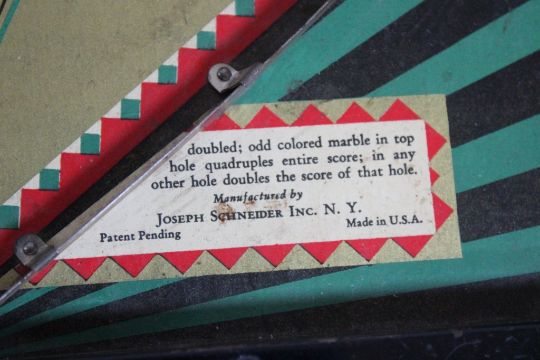 doubled; odd colored marble in top
hole quadruples entire score; in any
other hole doubles the score of that hole.
Manufactured by
JOSEPH SCHNEIDER INC. N. Y.
Patent Pending
Made in U.S.A.